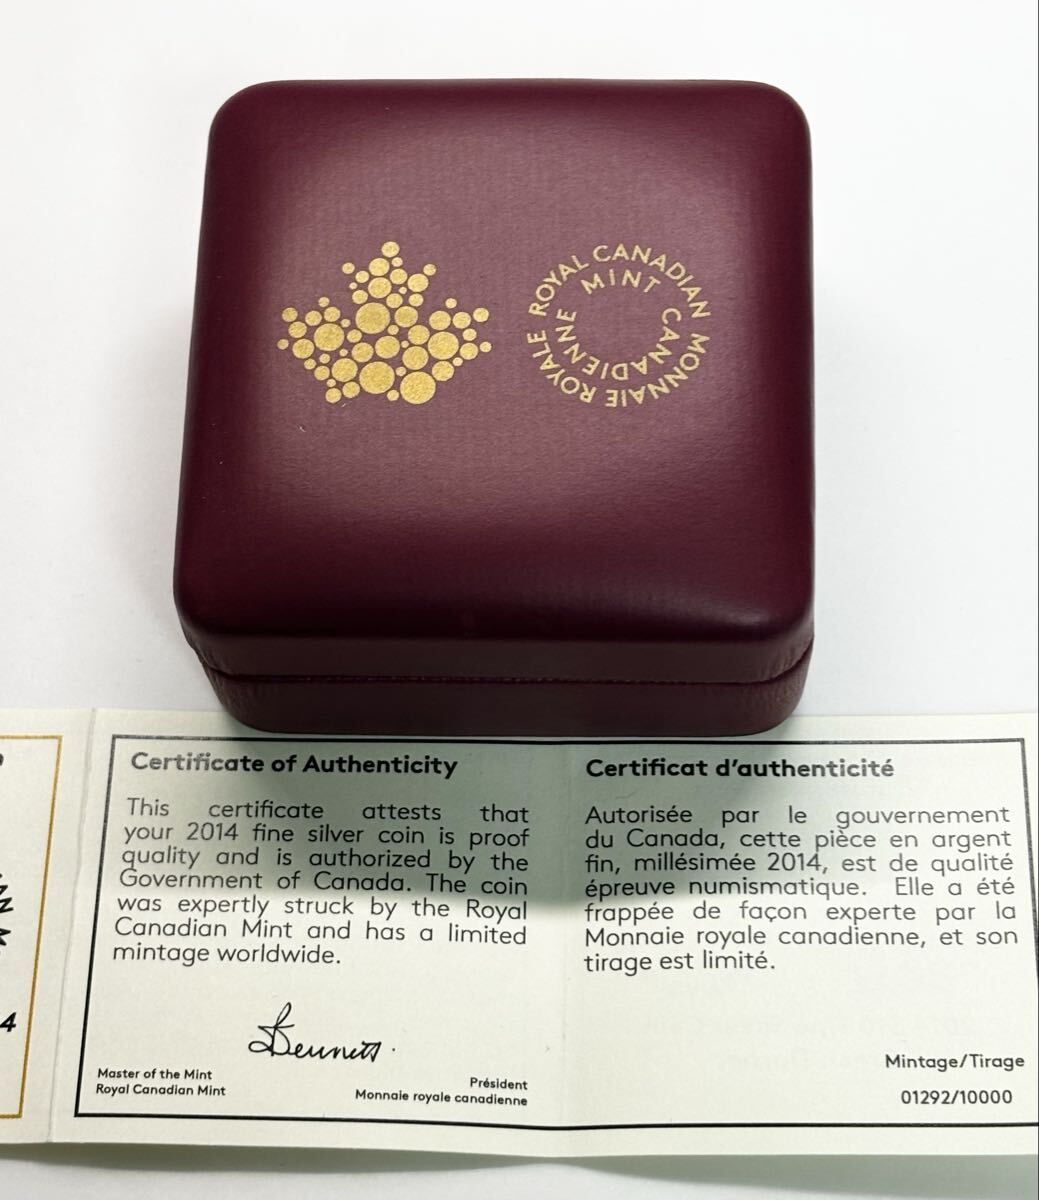 ROYAL CANADIAN MINT
MONNAIE ROYALE CANADIENNE
Certificate of Authenticity
This certificate attests that
your 2014 fine silver coin is proof
quality and is authorized by the
Government of Canada. The coin
was expertly struck by the Royal
Canadian Mint and has a limited
mintage worldwide.
Bennett
Master of the Mint
Royal Canadian Mint
Président
Monnaie royale canadienne
Certificat d'authenticité
Autorisée par le gouvernement
du Canada, cette pièce en argent
fin, millésimée 2014, est de qualité
épreuve numismatique. Elle a été
frappée de façon experte par la
Monnaie royale canadienne, et son
tirage est limité.
Mintage/Tirage
01292/10000
4